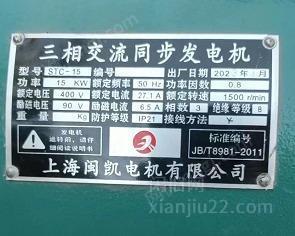 三相交流同步发电机
型号 STC-15 编号 出厂日期 202 年 月
功率 15 KW 额定频率 50 Hz 功率因数 0.8
额定电压 400 V 额定电流 27.1 A 额定转速 1500 r/min
励磁电压 90 V 励磁电流 6.5 A 相数 3 绝缘等级 B
重量 Kg 防护等级 IP21 接线方法 Y
发电机
标准编号
JB/T8981-2011
上海闽凯电机有限公司
xianjiu22.com